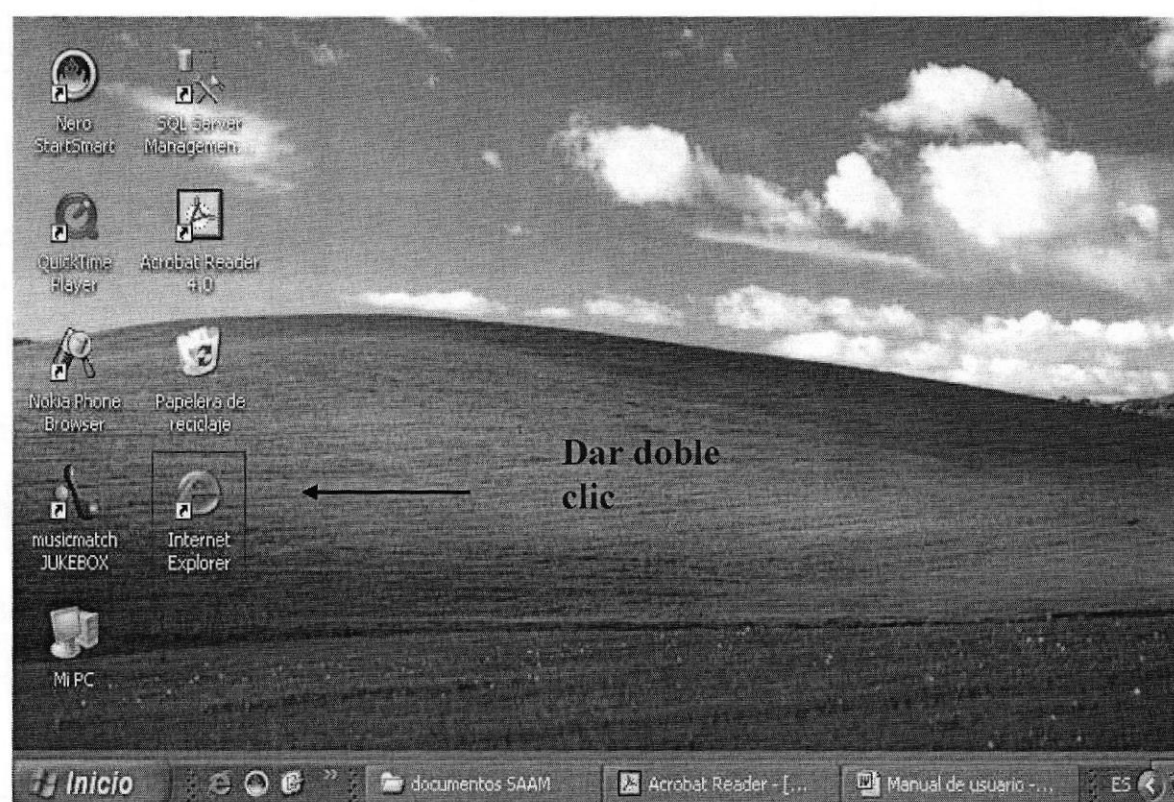 Nero
StartSmart
SQL Server
Managemen...
QuickTime
Player
Acrobat Reader
4.0
Nokia Phone
Browser
Papelera de
reciclaje
Dar doble
clic
musicmatch
JUKEBOX
Internet
Explorer
Mi PC
Inicio
documentos SAAM
Acrobat Reader - [...
Manual de usuario -...
ES